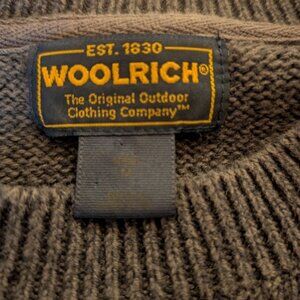 EST. 1830
WOOLRICH®
The Original Outdoor
Clothing Company™